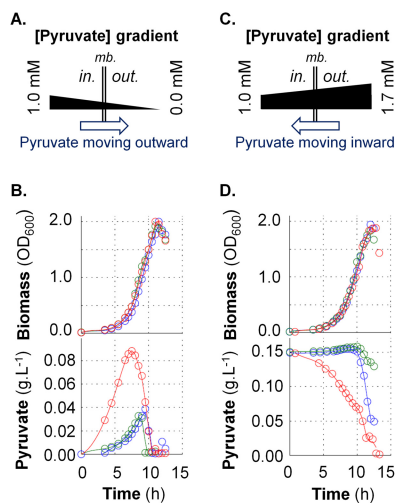 A.
[Pyruvate] gradient
mb.
in. out.
1.0 mM
0.0 mM
Pyruvate moving outward
C.
[Pyruvate] gradient
mb.
in. out.
1.0 mM
1.7 mM
Pyruvate moving inward
B.
Biomass (OD600)
2.0
1.0
0.0
Pyruvate (g.L-1)
0.08
0.06
0.04
0.02
0.00
0 5 10 15
Time (h)
D.
Biomass (OD600)
2.0
1.0
0.0
Pyruvate (g.L-1)
0.15
0.10
0.05
0.00
0 5 10 15
Time (h)